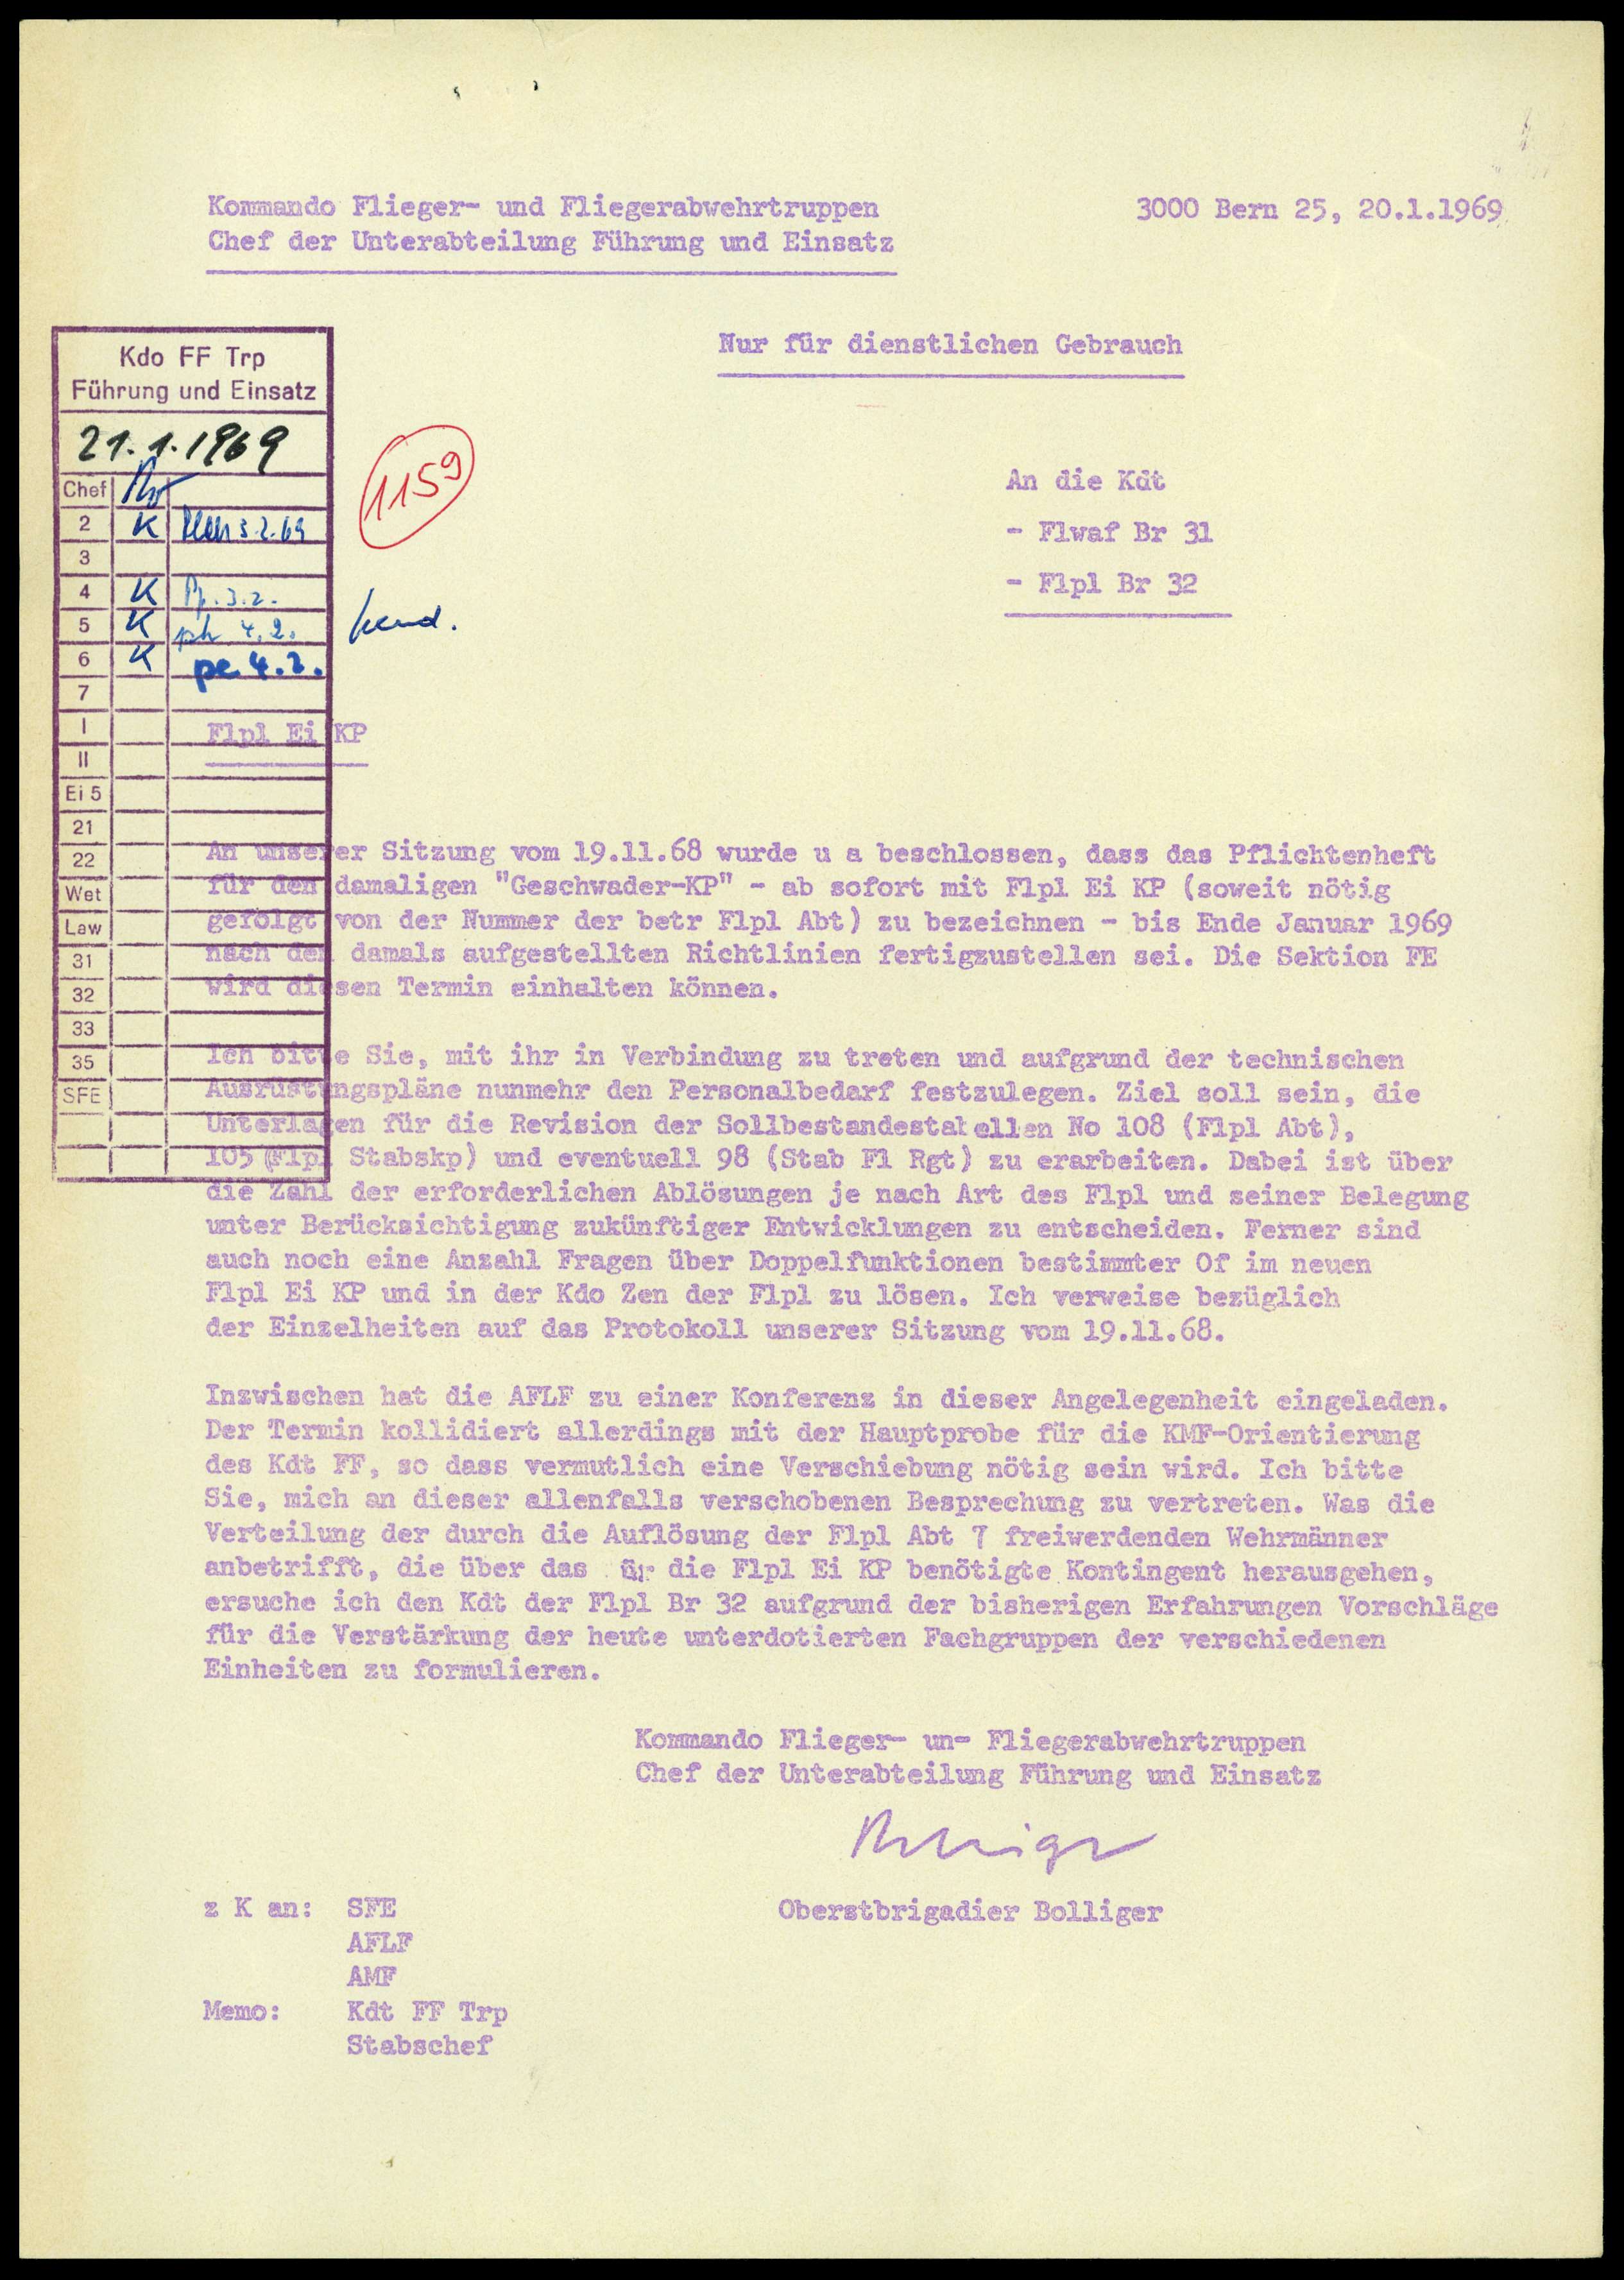 Kommando Flieger- und Fliegerabwehrtruppen
Chef der Unterabteilung Führung und Einsatz
3000 Bern 25, 20.1.1969
Nur für dienstlichen Gebrauch
Kdo FF Trp
Führung und Einsatz
21.1.1969
Chef
2 K 3.2.69
3
4 K 3.2.
5 K ph 4.2.
6 K pe 4.2.
7
I
II
Ei 5
21
22
Wet
Law
31
32
33
35
SFE
1159
An die Kdt
- Flwaf Br 31
- Flpl Br 32
Flpl Ei KP
An unserer Sitzung vom 19.11.68 wurde u a beschlossen, dass das Pflichtenheft
für den damaligen "Geschwader-KP" - ab sofort mit Flpl Ei KP (soweit nötig
gefolgt von der Nummer der betr Flpl Abt) zu bezeichnen - bis Ende Januar 1969
nach den damals aufgestellten Richtlinien fertigzustellen sei. Die Sektion FE
wird diesen Termin einhalten können.
Ich bitte Sie, mit ihr in Verbindung zu treten und aufgrund der technischen
Ausrüstungspläne nunmehr den Personalbedarf festzulegen. Ziel soll sein, die
Unterlagen für die Revision der Sollbestandestabellen No 108 (Flpl Abt),
105 (Flpl Stabskp) und eventuell 98 (Stab Fl Rgt) zu erarbeiten. Dabei ist über
die Zahl der erforderlichen Ablösungen je nach Art des Flpl und seiner Belegung
unter Berücksichtigung zukünftiger Entwicklungen zu entscheiden. Ferner sind
auch noch eine Anzahl Fragen über Doppelfunktionen bestimmter Of im neuen
Flpl Ei KP und in der Kdo Zen der Flpl zu lösen. Ich verweise bezüglich
der Einzelheiten auf das Protokoll unserer Sitzung vom 19.11.68.
Inzwischen hat die AFLF zu einer Konferenz in dieser Angelegenheit eingeladen.
Der Termin kollidiert allerdings mit der Hauptprobe für die KMF-Orientierung
des Kdt FF, so dass vermutlich eine Verschiebung nötig sein wird. Ich bitte
Sie, mich an dieser allenfalls verschobenen Besprechung zu vertreten. Was die
Verteilung der durch die Auflösung der Flpl Abt 7 freiwerdenden Wehrmänner
anbetrifft, die über das ür die Flpl Ei KP benötigte Kontingent herausgehen,
ersuche ich den Kdt der Flpl Br 32 aufgrund der bisherigen Erfahrungen Vorschläge
für die Verstärkung der heute unterdotierten Fachgruppen der verschiedenen
Einheiten zu formulieren.
Kommando Flieger- un- Fliegerabwehrtruppen
Chef der Unterabteilung Führung und Einsatz
Bolliger
Oberstbrigadier Bolliger
z K an: SFE
AFLF
AMF
Memo: Kdt FF Trp
Stabschef